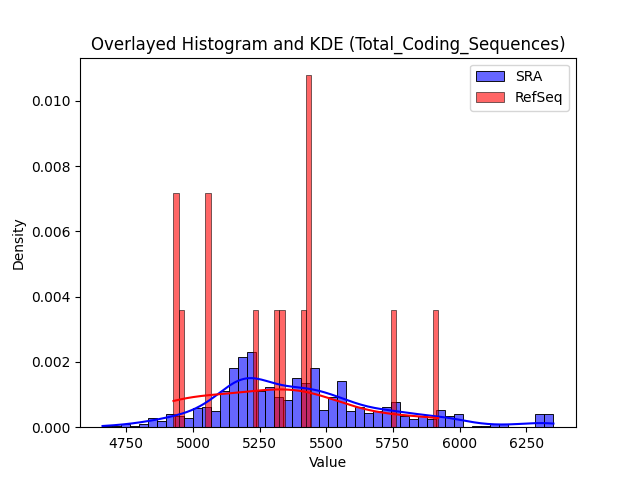 Overlayed Histogram and KDE (Total_Coding_Sequences)
SRA
RefSeq
0.010
0.008
0.006
0.004
0.002
0.000
Density
4750 5000 5250 5500 5750 6000 6250
Value